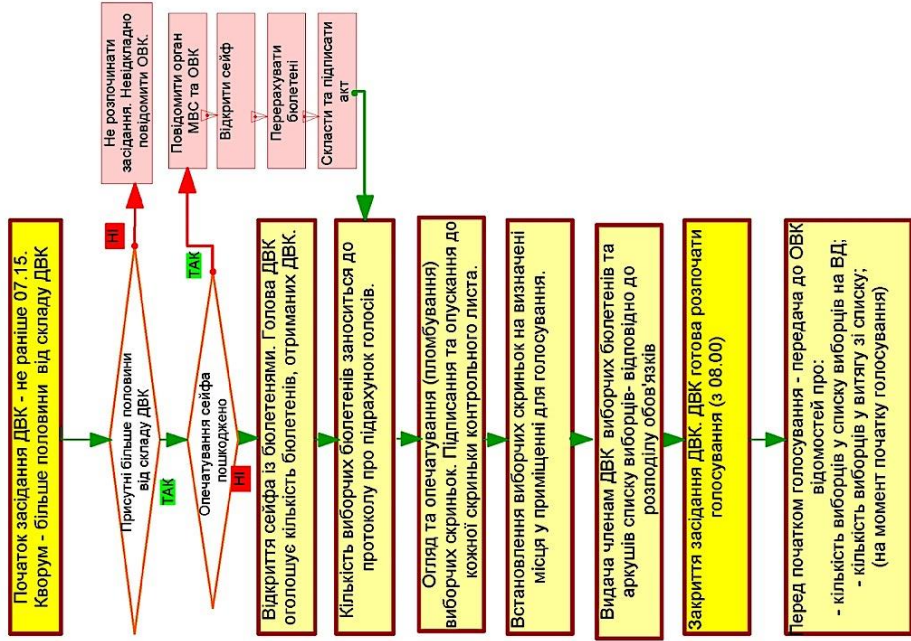 Початок засідання ДВК - не раніше 07.15.
Кворум - більше половини від складу ДВК
Присутні більше половини
від складу ДВК
НІ
Не розпочинати
засідання. Невідкладно
повідомити ОВК.
ТАК
Опечатування сейфа
пошкоджено
ТАК
Повідомити орган
МВС та ОВК
Відкрити сейф
Перерахувати
бюлетені
Скласти та підписати
акт
НІ
Відкриття сейфа із бюлетенями. Голова ДВК
оголошує кількість бюлетенів, отриманих ДВК.
Кількість виборчих бюлетенів заноситься до
протоколу про підрахунок голосів.
Огляд та опечатування (пломбування)
виборчих скриньок. Підписання та опускання до
кожної скриньки контрольного листа.
Встановлення виборчих скриньок на визначені
місця у приміщенні для голосування.
Видача членам ДВК виборчих бюлетенів та
аркушів списку виборців- відповідно до
розподілу обов'язків
Закриття засідання ДВК. ДВК готова розпочати
голосування (з 08.00)
Перед початком голосування - передача до ОВК
відомостей про:
- кількість виборців у списку виборців на ВД;
- кількість виборців у витягу зі списку;
(на момент початку голосування)